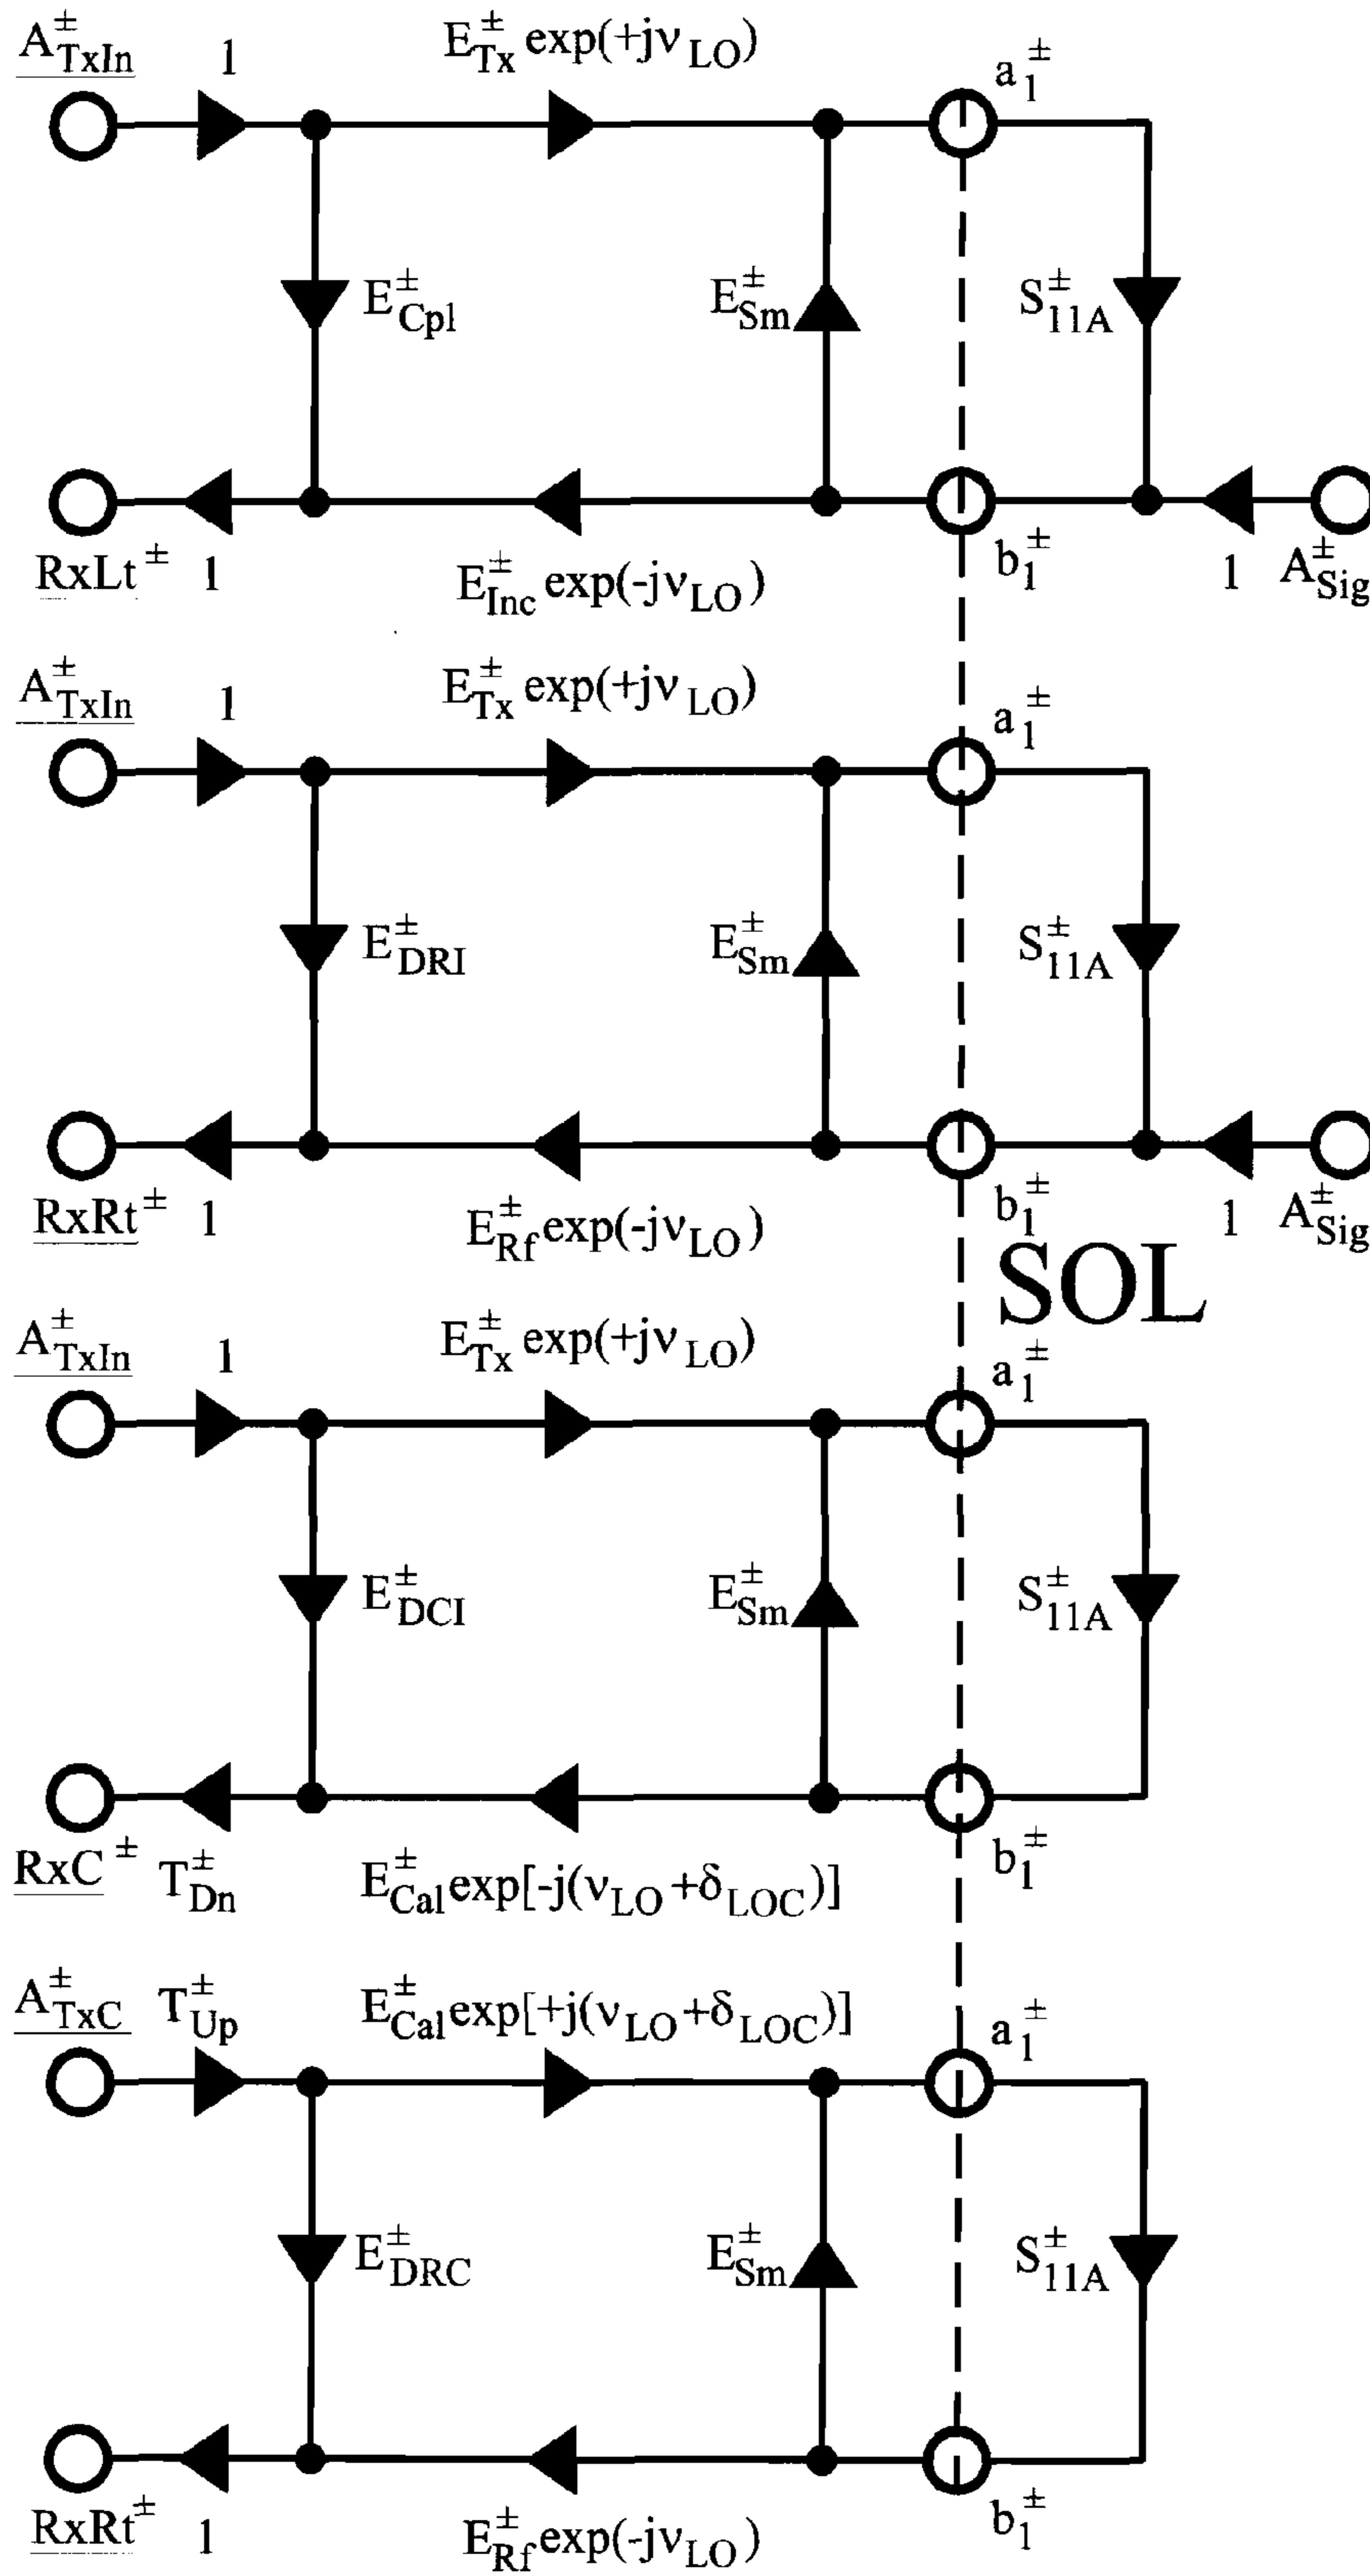 A±TxIn 1 E±Tx exp(+jνLO) a1±
E±Cpl E±Sm S±11A
RxLt± 1 E±Inc exp(-jνLO) b1± 1 A±Sig
A±TxIn 1 E±Tx exp(+jνLO) a1±
E±DRI E±Sm S±11A
RxRt± 1 E±Rf exp(-jνLO) b1± 1 A±Sig
SOL
A±TxIn 1 E±Tx exp(+jνLO) a1±
E±DCI E±Sm S±11A
RxC± T±Dn E±Cal exp[-j(νLO+δLOC)] b1±
A±TxC T±Up E±Cal exp[+j(νLO+δLOC)] a1±
E±DRC E±Sm S±11A
RxRt± 1 E±Rf exp(-jνLO) b1±